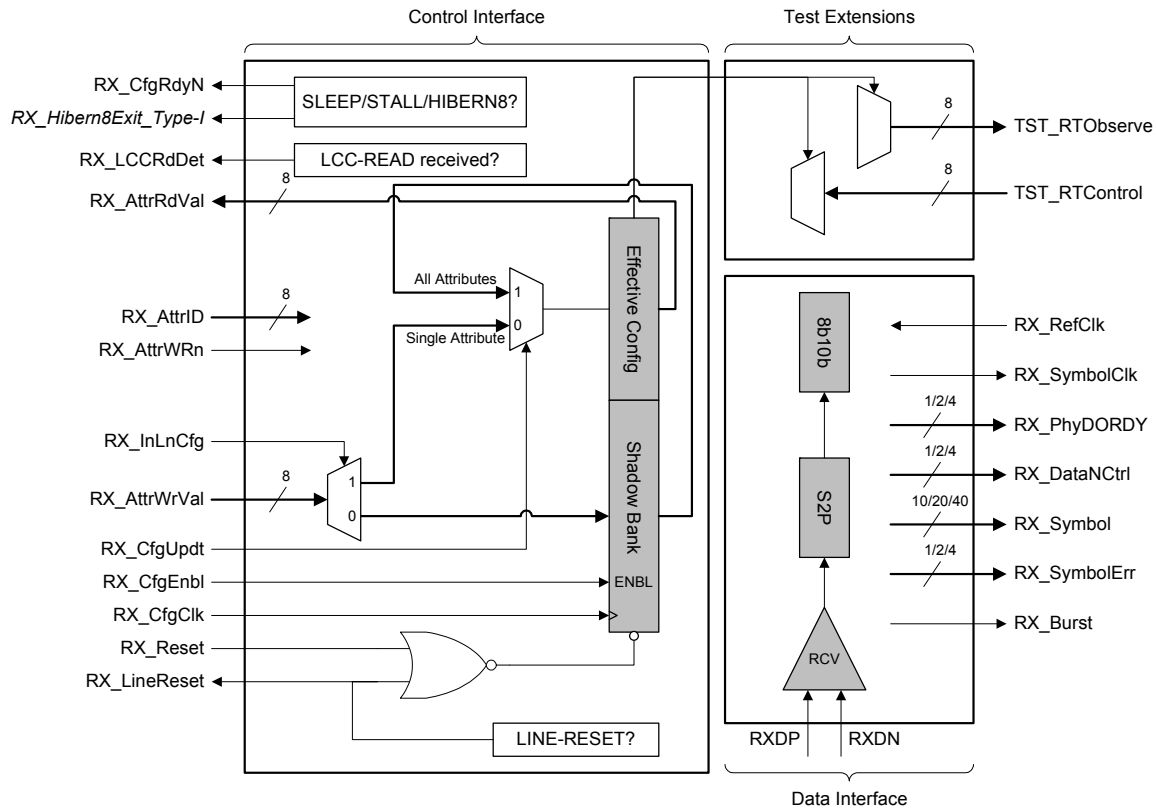 Control Interface
Test Extensions
RX_CfgRdyN
RX_Hibern8Exit_Type-I
SLEEP/STALL/HIBERN8?
RX_LCCRdDet
LCC-READ received?
RX_AttrRdVal
8
8
TST_RTObserve
8
TST_RTControl
Effective Config
All Attributes
1
0
Single Attribute
RX_AttrID
8
RX_AttrWRn
RX_InLnCfg
RX_AttrWrVal
8
1
0
Shadow Bank
RX_CfgUpdt
RX_CfgEnbl
ENBL
RX_CfgClk
RX_Reset
RX_LineReset
LINE-RESET?
8b10b
S2P
RCV
RX_RefClk
RX_SymbolClk
1/2/4
RX_PhyDORDY
1/2/4
RX_DataNCtrl
10/20/40
RX_Symbol
1/2/4
RX_SymbolErr
RX_Burst
RXDP
RXDN
Data Interface